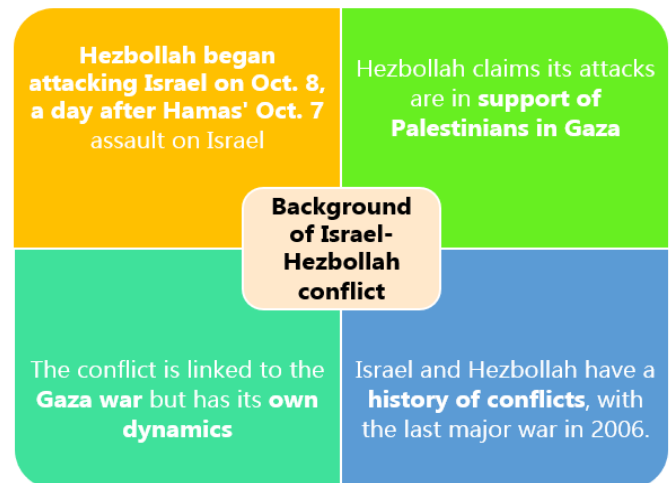 Hezbollah began
attacking Israel on Oct. 8,
a day after Hamas' Oct. 7
assault on Israel
Hezbollah claims its attacks
are in support of
Palestinians in Gaza
Background
of Israel-
Hezbollah
conflict
The conflict is linked to the
Gaza war but has its own
dynamics
Israel and Hezbollah have a
history of conflicts, with
the last major war in 2006.